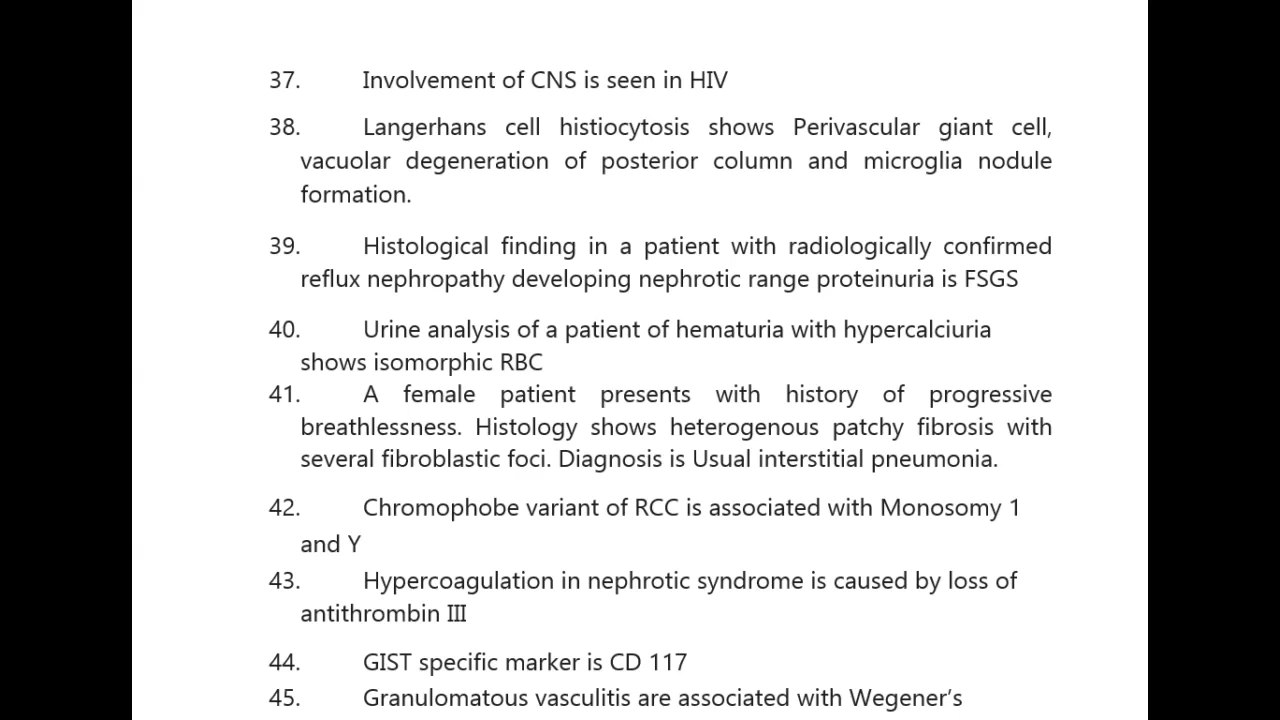 37. Involvement of CNS is seen in HIV
38. Langerhans cell histiocytosis shows Perivascular giant cell,
vacuolar degeneration of posterior column and microglia nodule
formation.
39. Histological finding in a patient with radiologically confirmed
reflux nephropathy developing nephrotic range proteinuria is FSGS
40. Urine analysis of a patient of hematuria with hypercalciuria
shows isomorphic RBC
41. A female patient presents with history of progressive
breathlessness. Histology shows heterogenous patchy fibrosis with
several fibroblastic foci. Diagnosis is Usual interstitial pneumonia.
42. Chromophobe variant of RCC is associated with Monosomy 1
and Y
43. Hypercoagulation in nephrotic syndrome is caused by loss of
antithrombin III
44. GIST specific marker is CD 117
45. Granulomatous vasculitis are associated with Wegener’s